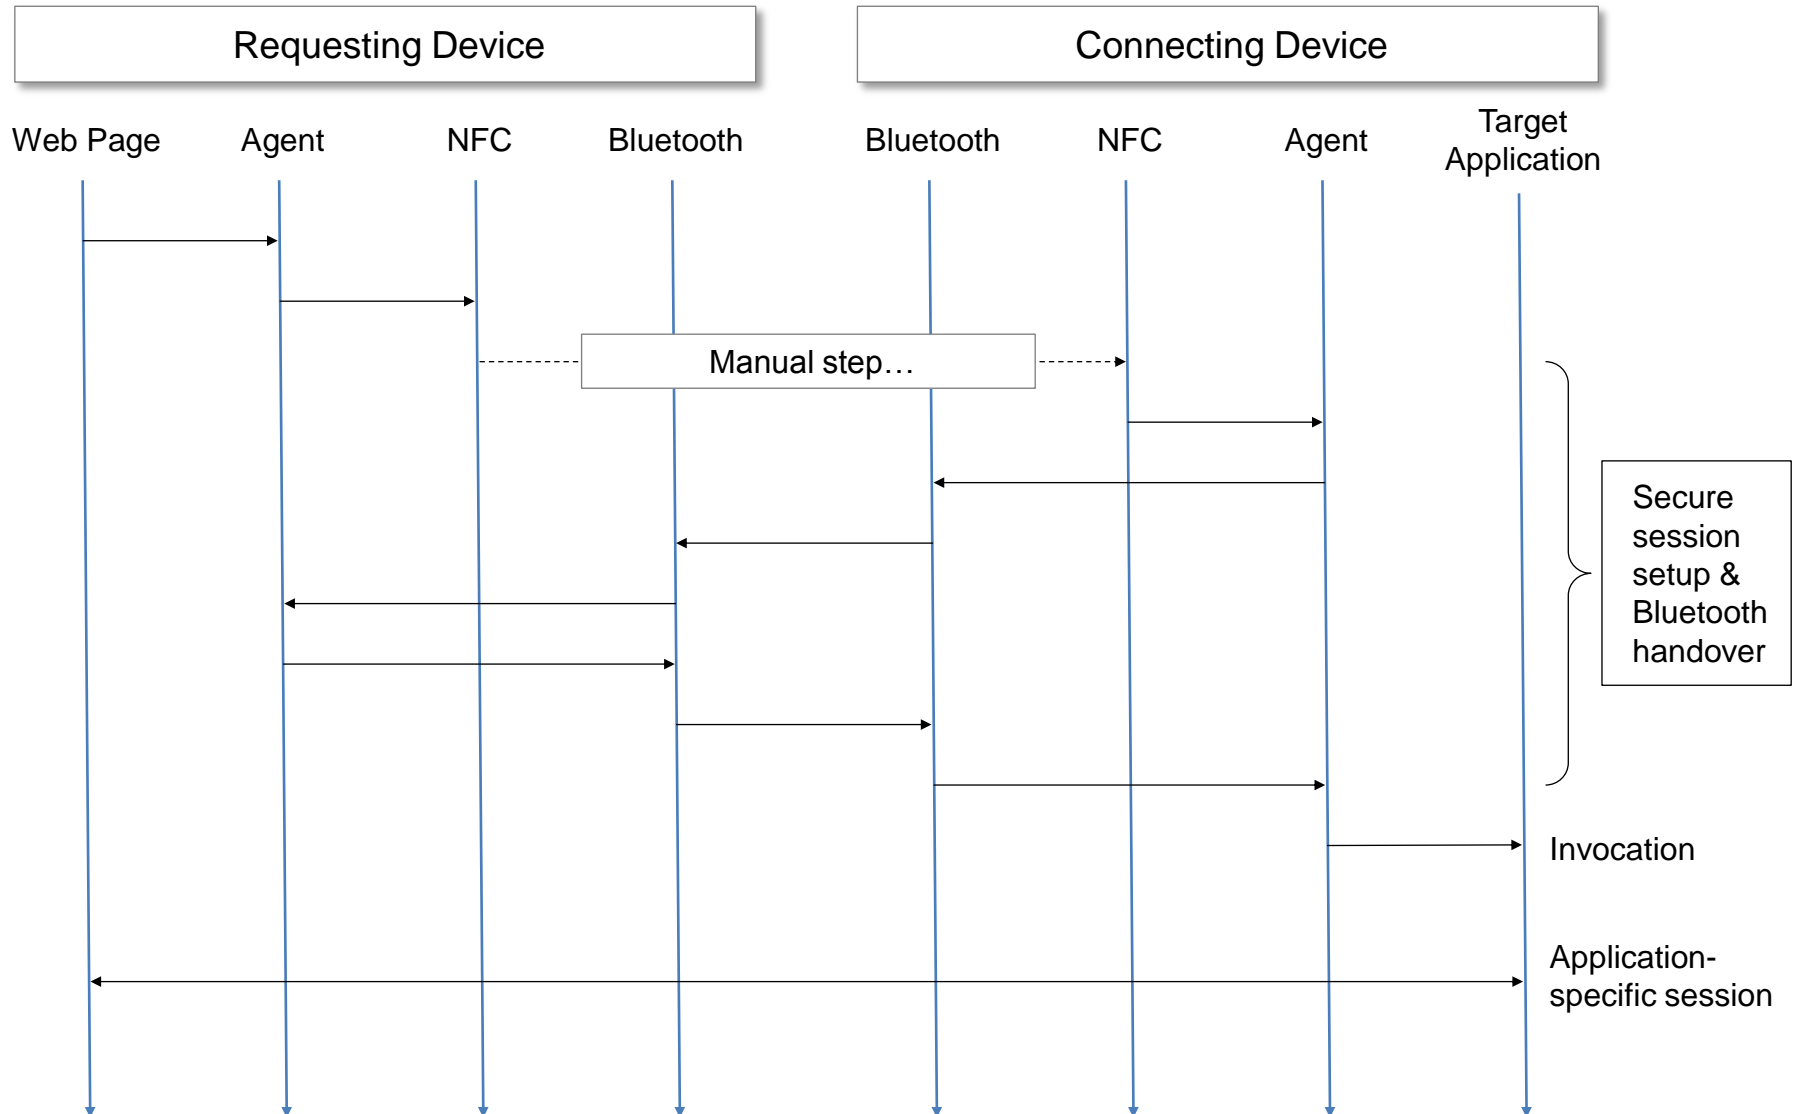 Requesting Device
Connecting Device
Web Page
Agent
NFC
Bluetooth
Bluetooth
NFC
Agent
Target
Application
Manual step…
Secure
session
setup &
Bluetooth
handover
Invocation
Application-
specific session